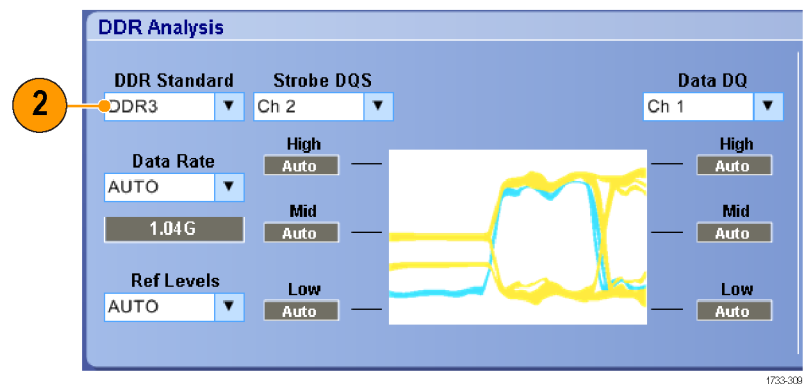 DDR Analysis
DDR Standard
Strobe DQS
Data DQ
2
DDR3
Ch 2
Ch 1
High
Auto
High
Auto
Data Rate
AUTO
1.04G
Mid
Auto
Mid
Auto
Ref Levels
AUTO
Low
Auto
Low
Auto
1733-309